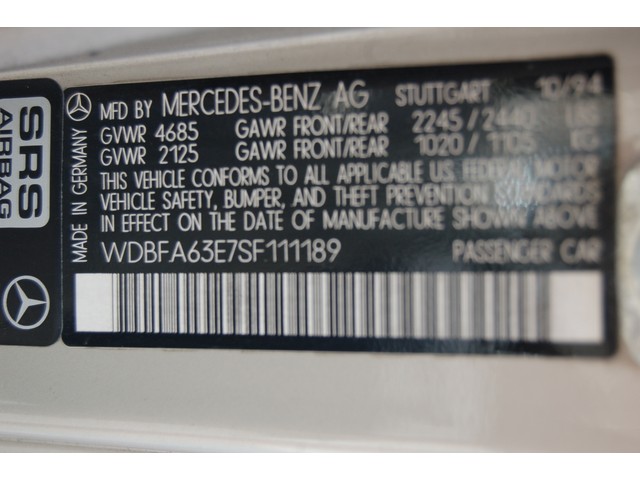 SRS
AIRBAG
MADE IN GERMANY
MFD BY MERCEDES-BENZ AG STUTTGART 10/94
GVWR 4685 GAWR FRONT/REAR 2245 / 2440 LBS
GVWR 2125 GAWR FRONT/REAR 1020 / 1105 KG
THIS VEHICLE CONFORMS TO ALL APPLICABLE U.S. FEDERAL MOTOR
VEHICLE SAFETY, BUMPER, AND THEFT PREVENTION STANDARDS
IN EFFECT ON THE DATE OF MANUFACTURE SHOWN ABOVE
WDBFA63E7SF111189 PASSENGER CAR